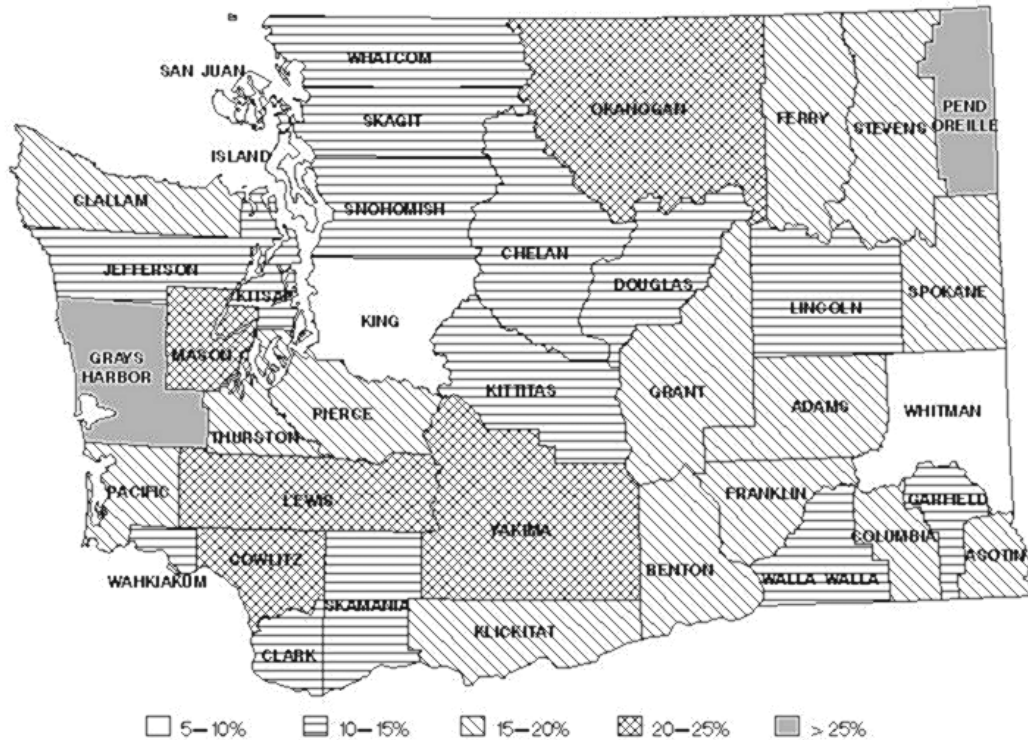 WHATCOM
SAN JUAN
SKAGIT
OKANOGAN
FERRY
STEVENS
PEND
OREILLE
ISLAND
CLALLAM
SNOHOMISH
CHELAN
JEFFERSON
KITSAP
DOUGLAS
LINCOLN
SPOKANE
KING
GRAYS
HARBOR
MASON
KITTITAS
GRANT
ADAMS
WHITMAN
PIERCE
THURSTON
PACIFIC
LEWIS
YAKIMA
FRANKLIN
GARFIELD
COLUMBIA
ASOTIN
WAHKIAKUM
COWLITZ
BENTON
WALLA WALLA
SKAMANIA
KLICKITAT
CLARK
5-10% 10-15% 15-20% 20-25% > 25%